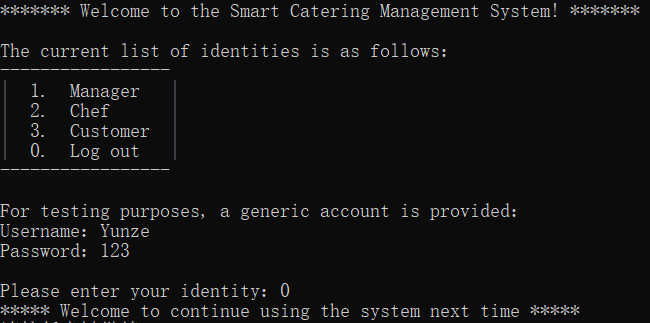 ******* Welcome to the Smart Catering Management System! *******
The current list of identities is as follows:
-----------------
| 1. Manager |
| 2. Chef |
| 3. Customer |
| 0. Log out |
-----------------
For testing purposes, a generic account is provided:
Username: Yunze
Password: 123
Please enter your identity: 0
***** Welcome to continue using the system next time *****